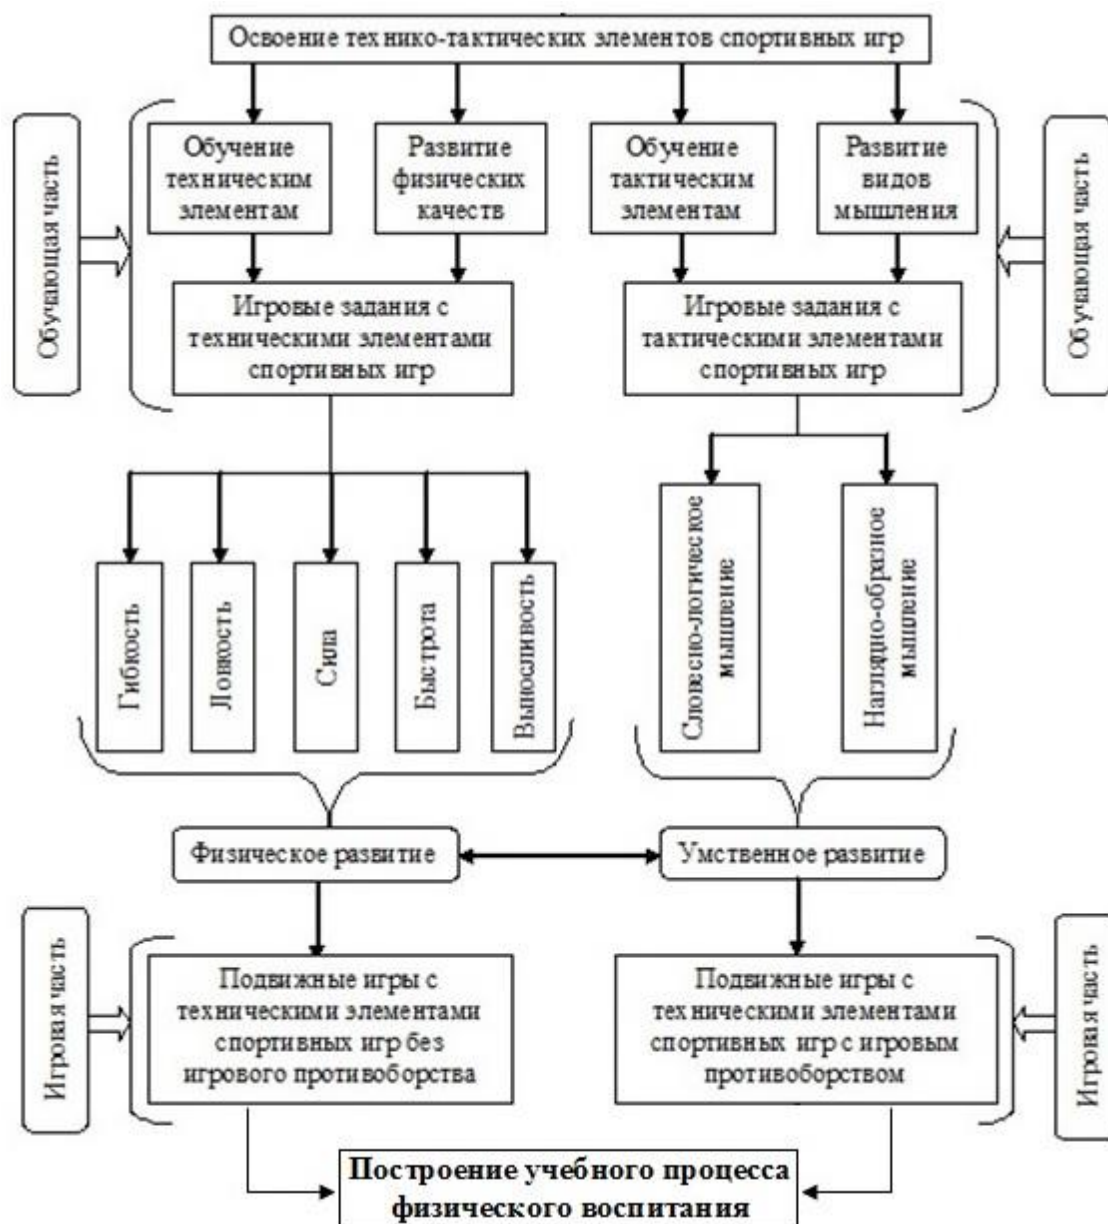 Освоение технико-тактических элементов спортивных игр
Обучающая часть
Обучение
техническим
элементам
Развитие
физических
качеств
Обучение
тактическим
элементам
Развитие
видов
мышления
Обучающая часть
Игровые задания с
техническими элементами
спортивных игр
Игровые задания с
тактическими элементами
спортивных игр
Гибкость
Ловкость
Сила
Быстрота
Выносливость
Словесно-логическое
мышление
Наглядно-образное
мышление
Физическое развитие
Умственное развитие
Игровая часть
Подвижные игры с
техническими элементами
спортивных игр без
игрового противоборства
Подвижные игры с
техническими элементами
спортивных игр с игровым
противоборством
Игровая часть
Построение учебного процесса
физического воспитания